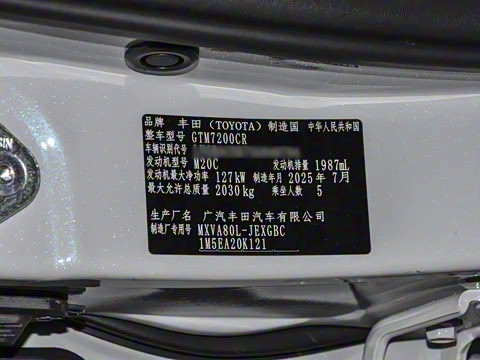 品牌 丰田 (TOYOTA) 制造国 中华人民共和国
整车型号 GTM7200CR
车辆识别代号
发动机型号 M20C 发动机排量 1987mL
发动机最大净功率 127kW 制造年月 2025年7月
最大允许总质量 2030kg 乘坐人数 5
生产厂名 广汽丰田汽车有限公司
制造厂专用号 MXVA80L-JEXGBC
1M5EA20K121